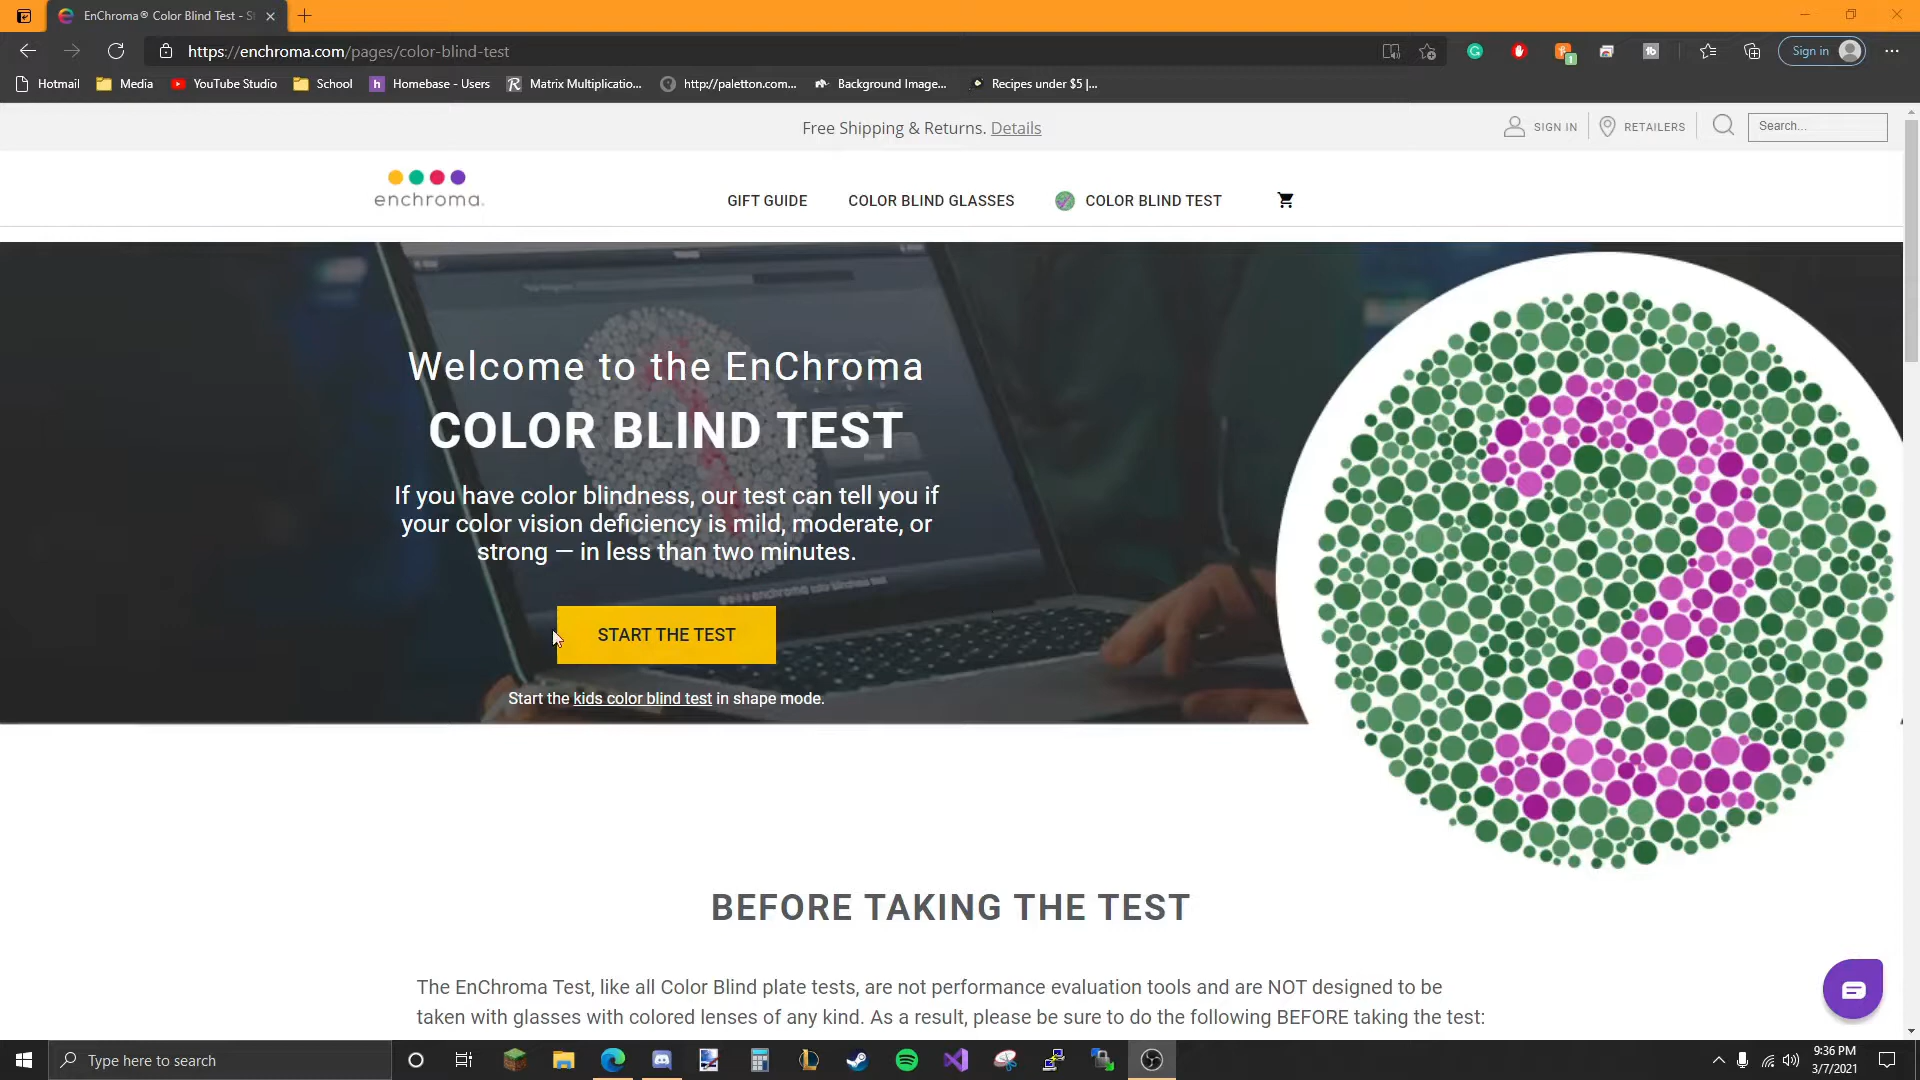 EnChroma® Color Blind Test - S
https://enchroma.com/pages/color-blind-test
Sign in
Hotmail
Media
YouTube Studio
School
Homebase - Users
Matrix Multiplicatio...
http://paletton.com...
Background Image...
Recipes under $5 |...
Free Shipping & Returns. Details
SIGN IN
RETAILERS
Search...
enchroma.
GIFT GUIDE
COLOR BLIND GLASSES
COLOR BLIND TEST
Welcome to the EnChroma
COLOR BLIND TEST
If you have color blindness, our test can tell you if
your color vision deficiency is mild, moderate, or
strong — in less than two minutes.
START THE TEST
Start the kids color blind test in shape mode.
2
BEFORE TAKING THE TEST
The EnChroma Test, like all Color Blind plate tests, are not performance evaluation tools and are NOT designed to be
taken with glasses with colored lenses of any kind. As a result, please be sure to do the following BEFORE taking the test:
Type here to search
9:36 PM
3/7/2021